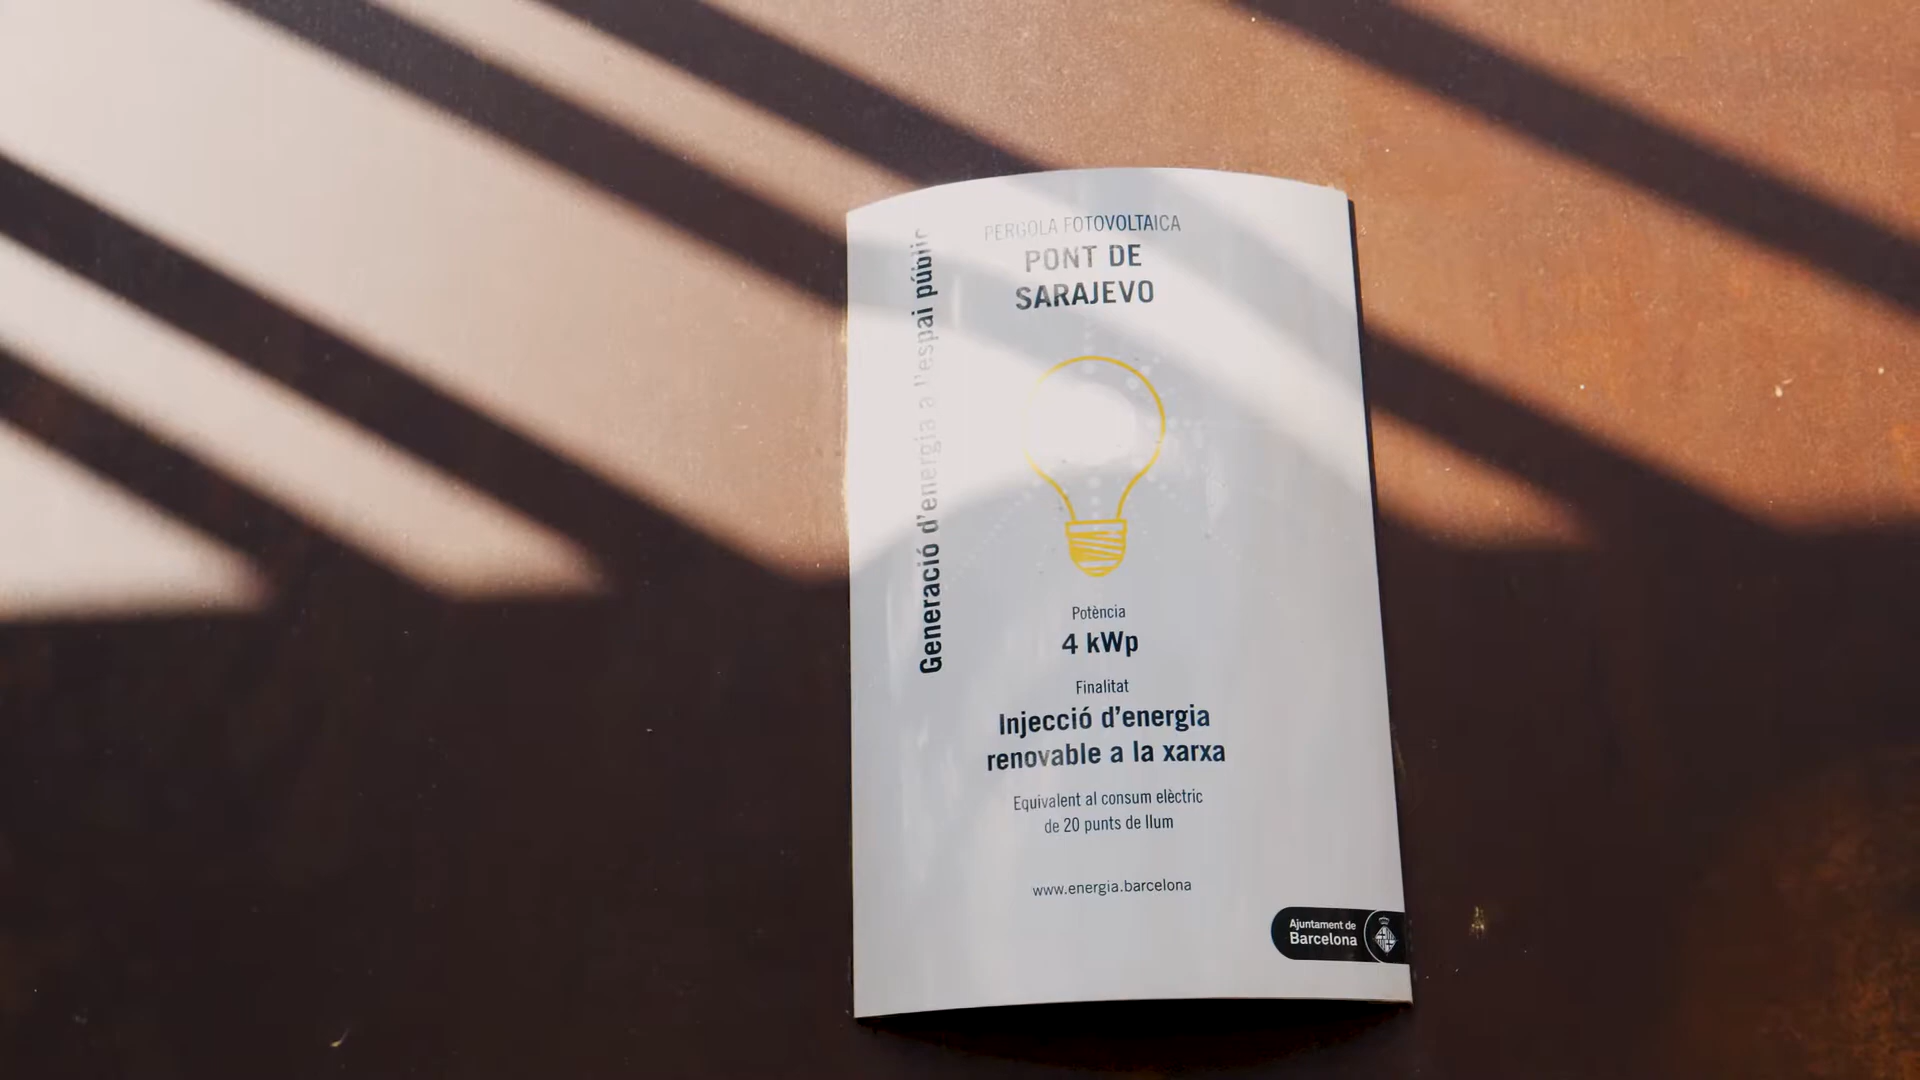 PERGOLA FOTOVOLTAICA
PONT DE
SARAJEVO
Generació d'energia a l'espai públic
Potència
4 kWp
Finalitat
Injecció d'energia
renovable a la xarxa
Equivalent al consum elèctric
de 20 punts de llum
www.energia.barcelona
Ajuntament de
Barcelona